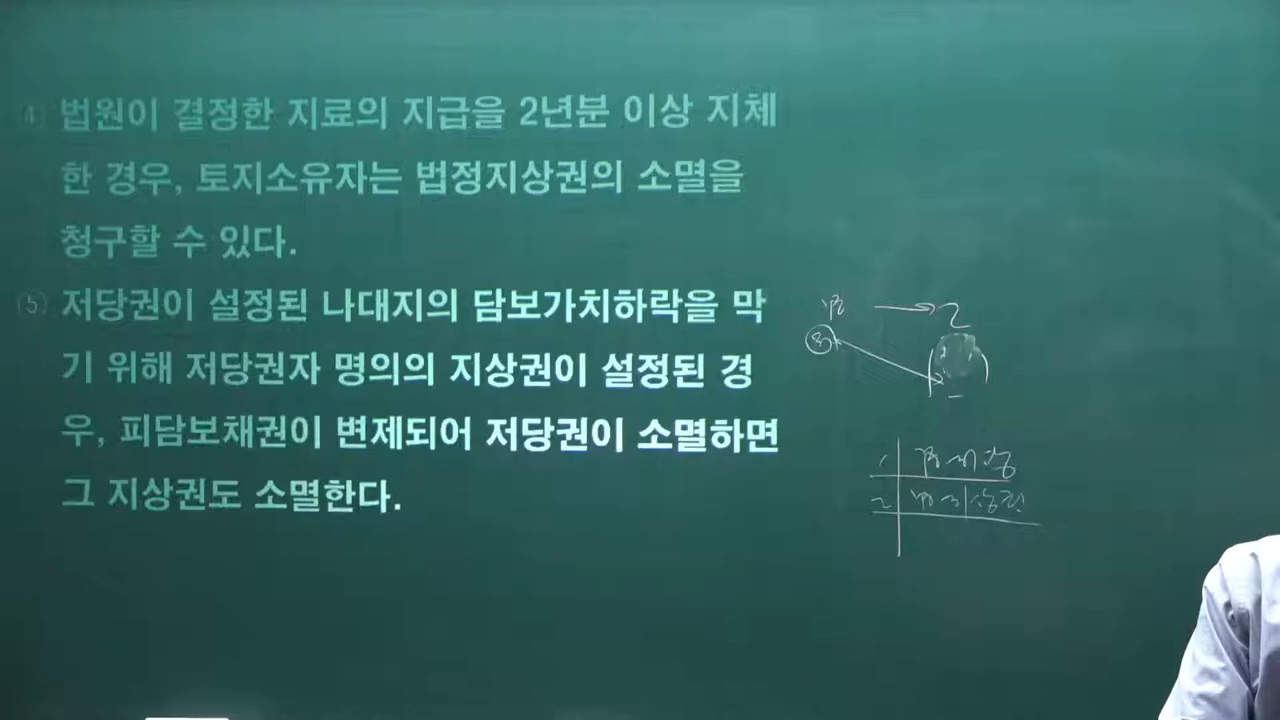 ④ 법원이 결정한 지료의 지급을 2년분 이상 지체
한 경우, 토지소유자는 법정지상권의 소멸을
청구할 수 있다.
⑤ 저당권이 설정된 나대지의 담보가치하락을 막
기 위해 저당권자 명의의 지상권이 설정된 경
우, 피담보채권이 변제되어 저당권이 소멸하면
그 지상권도 소멸한다.